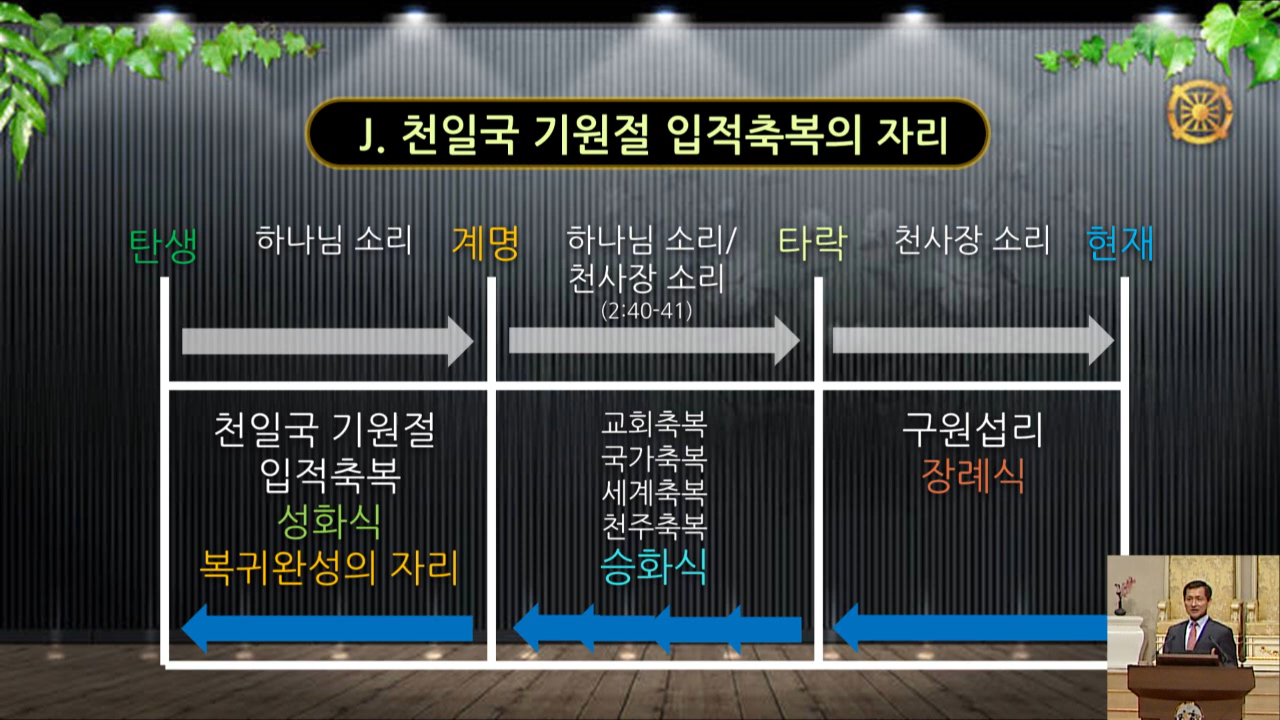 J. 천일국 기원절 입적축복의 자리
탄생
하나님 소리
계명
하나님 소리/
천사장 소리
(2:40-41)
타락
천사장 소리
현재
천일국 기원절
입적축복
성화식
복귀완성의 자리
교회축복
국가축복
세계축복
천주축복
승화식
구원섭리
장례식